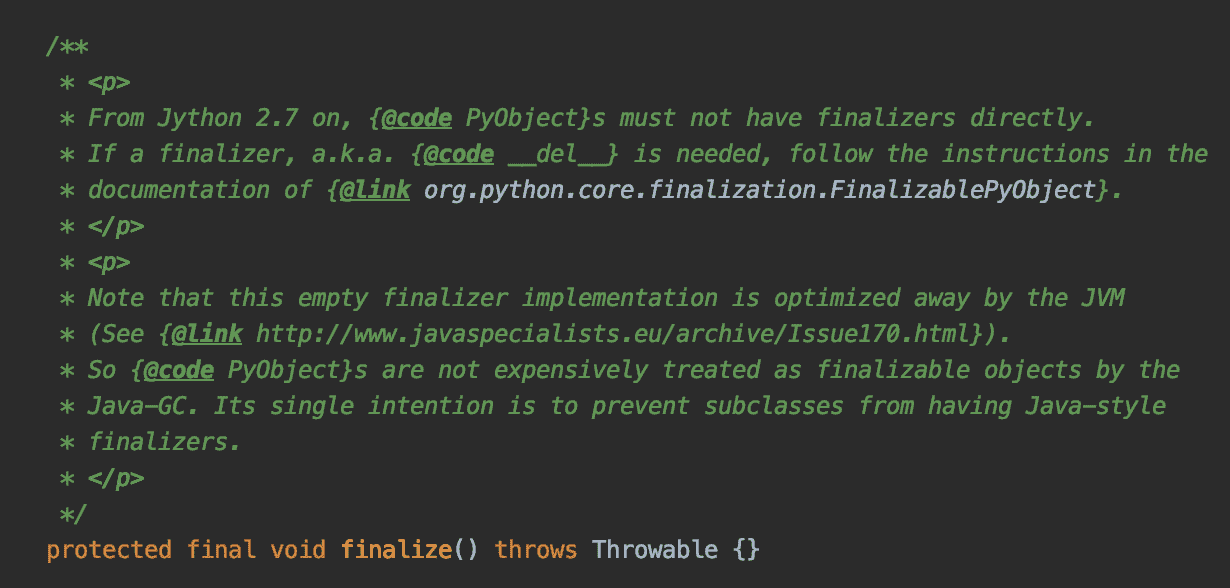 /**
 * <p>
 * From Jython 2.7 on, {@code PyObject}s must not have finalizers directly.
 * If a finalizer, a.k.a. {@code __del__} is needed, follow the instructions in the
 * documentation of {@link org.python.core.finalization.FinalizablePyObject}.
 * </p>
 * <p>
 * Note that this empty finalizer implementation is optimized away by the JVM
 * (See {@link http://www.javaspecialists.eu/archive/Issue170.html}).
 * So {@code PyObject}s are not expensively treated as finalizable objects by the
 * Java-GC. Its single intention is to prevent subclasses from having Java-style
 * finalizers.
 * </p>
 */
protected final void finalize() throws Throwable {}